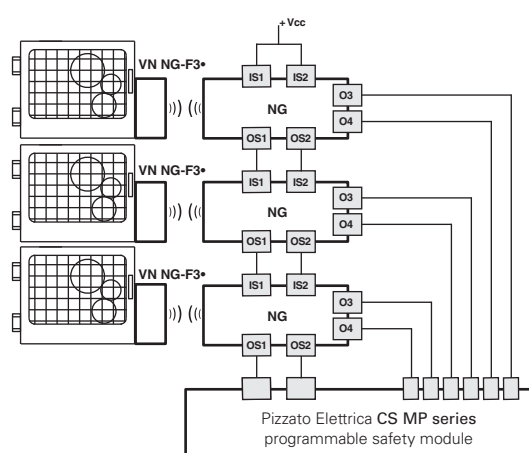 +Vcc
VN NG-F3•
IS1 IS2
O3
NG
O4
OS1 OS2
VN NG-F3•
IS1 IS2
O3
NG
O4
OS1 OS2
VN NG-F3•
IS1 IS2
O3
NG
O4
OS1 OS2
Pizzato Elettrica CS MP series
programmable safety module